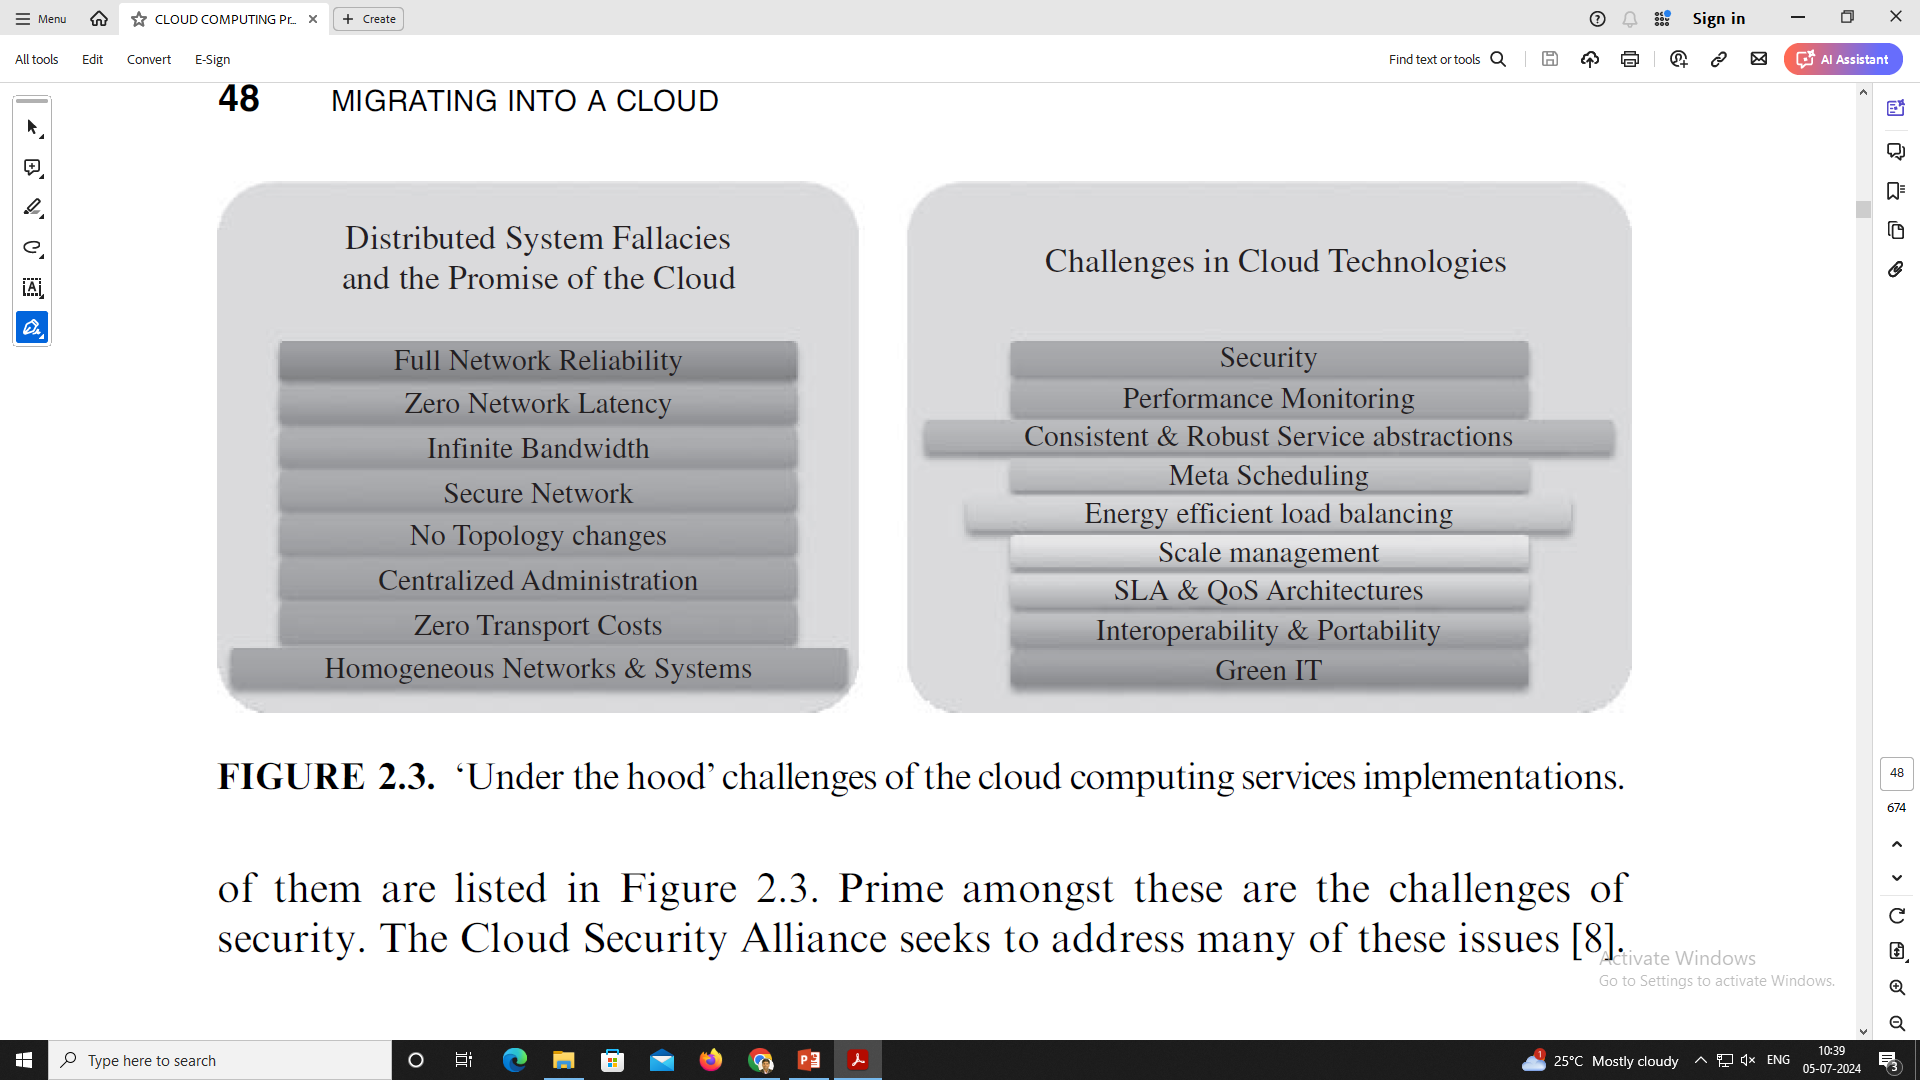 Menu
CLOUD COMPUTING Pr...
Create
Sign in
All tools
Edit
Convert
E-Sign
Find text or tools
AI Assistant
48 MIGRATING INTO A CLOUD
Distributed System Fallacies
and the Promise of the Cloud
Full Network Reliability
Zero Network Latency
Infinite Bandwidth
Secure Network
No Topology changes
Centralized Administration
Zero Transport Costs
Homogeneous Networks & Systems
Challenges in Cloud Technologies
Security
Performance Monitoring
Consistent & Robust Service abstractions
Meta Scheduling
Energy efficient load balancing
Scale management
SLA & QoS Architectures
Interoperability & Portability
Green IT
FIGURE 2.3. ‘Under the hood’ challenges of the cloud computing services implementations.
of them are listed in Figure 2.3. Prime amongst these are the challenges of
security. The Cloud Security Alliance seeks to address many of these issues [8].
48
674
Activate Windows
Go to Settings to activate Windows.
Type here to search
1
25°C Mostly cloudy
ENG
10:39
05-07-2024
3